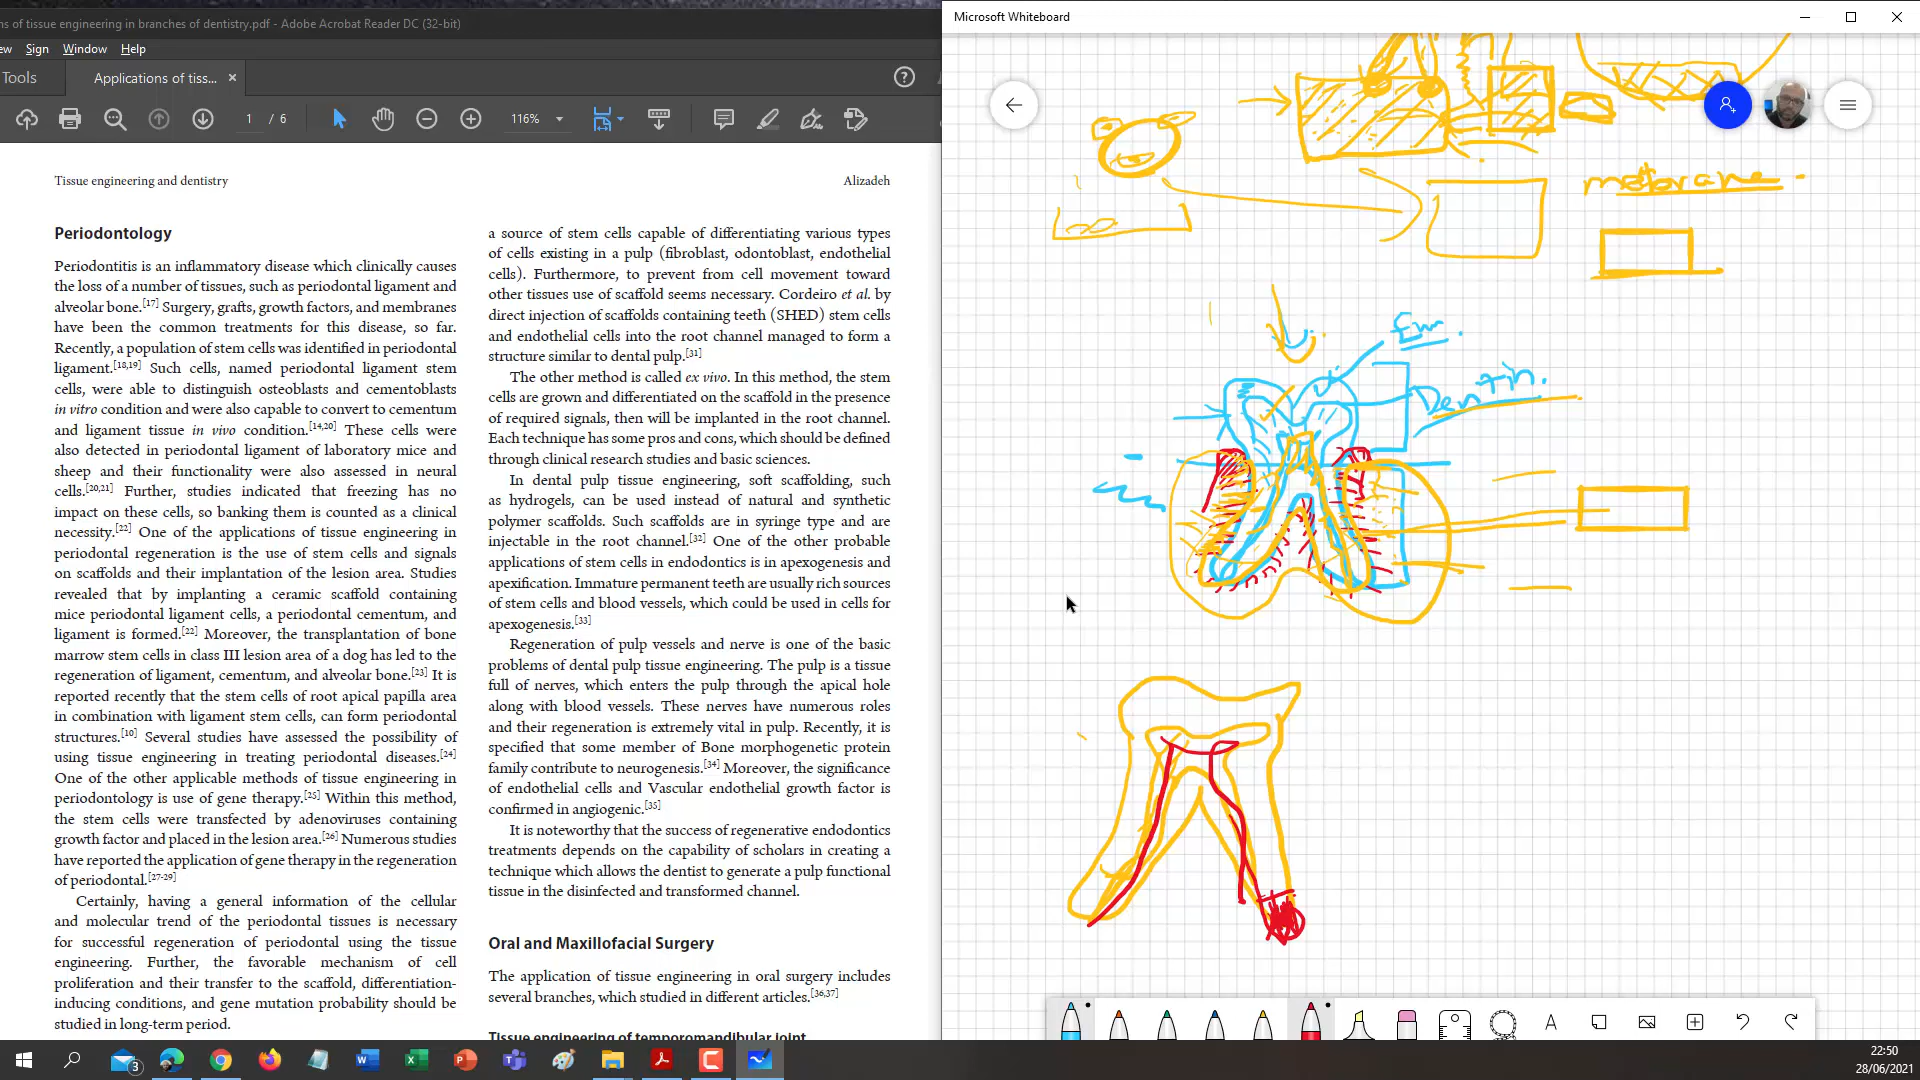 ns of tissue engineering in branches of dentistry.pdf - Adobe Acrobat Reader DC (32-bit)
ew Sign Window Help
Tools Applications of tiss... ×
1 / 6 116%
Tissue engineering and dentistry Alizadeh
Periodontology
Periodontitis is an inflammatory disease which clinically causes
the loss of a number of tissues, such as periodontal ligament and
alveolar bone.[17] Surgery, grafts, growth factors, and membranes
have been the common treatments for this disease, so far.
Recently, a population of stem cells was identified in periodontal
ligament.[18,19] Such cells, named periodontal ligament stem
cells, were able to distinguish osteoblasts and cementoblasts
in vitro condition and were also capable to convert to cementum
and ligament tissue in vivo condition.[14,20] These cells were
also detected in periodontal ligament of laboratory mice and
sheep and their functionality were also assessed in neural
cells.[20,21] Further, studies indicated that freezing has no
impact on these cells, so banking them is counted as a clinical
necessity.[22] One of the applications of tissue engineering in
periodontal regeneration is the use of stem cells and signals
on scaffolds and their implantation of the lesion area. Studies
revealed that by implanting a ceramic scaffold containing
mice periodontal ligament cells, a periodontal cementum, and
ligament is formed.[22] Moreover, the transplantation of bone
marrow stem cells in class III lesion area of a dog has led to the
regeneration of ligament, cementum, and alveolar bone.[23] It is
reported recently that the stem cells of root apical papilla area
in combination with ligament stem cells, can form periodontal
structures.[10] Several studies have assessed the possibility of
using tissue engineering in treating periodontal diseases.[24]
One of the other applicable methods of tissue engineering in
periodontology is use of gene therapy.[25] Within this method,
the stem cells were transfected by adenoviruses containing
growth factor and placed in the lesion area.[26] Numerous studies
have reported the application of gene therapy in the regeneration
of periodontal.[27-29]
Certainly, having a general information of the cellular
and molecular trend of the periodontal tissues is necessary
for successful regeneration of periodontal using the tissue
engineering. Further, the favorable mechanism of cell
proliferation and their transfer to the scaffold, differentiation-
inducing conditions, and gene mutation probability should be
studied in long-term period.
a source of stem cells capable of differentiating various types
of cells existing in a pulp (fibroblast, odontoblast, endothelial
cells). Furthermore, to prevent from cell movement toward
other tissues use of scaffold seems necessary. Cordeiro et al. by
direct injection of scaffolds containing teeth (SHED) stem cells
and endothelial cells into the root channel managed to form a
structure similar to dental pulp.[31]
The other method is called ex vivo. In this method, the stem
cells are grown and differentiated on the scaffold in the presence
of required signals, then will be implanted in the root channel.
Each technique has some pros and cons, which should be defined
through clinical research studies and basic sciences.
In dental pulp tissue engineering, soft scaffolding, such
as hydrogels, can be used instead of natural and synthetic
polymer scaffolds. Such scaffolds are in syringe type and are
injectable in the root channel.[32] One of the other probable
applications of stem cells in endodontics is in apexogenesis and
apexification. Immature permanent teeth are usually rich sources
of stem cells and blood vessels, which could be used in cells for
apexogenesis.[33]
Regeneration of pulp vessels and nerve is one of the basic
problems of dental pulp tissue engineering. The pulp is a tissue
full of nerves, which enters the pulp through the apical hole
along with blood vessels. These nerves have numerous roles
and their regeneration is extremely vital in pulp. Recently, it is
specified that some member of Bone morphogenetic protein
family contribute to neurogenesis.[34] Moreover, the significance
of endothelial cells and Vascular endothelial growth factor is
confirmed in angiogenic.[35]
It is noteworthy that the success of regenerative endodontics
treatments depends on the capability of scholars in creating a
technique which allows the dentist to generate a pulp functional
tissue in the disinfected and transformed channel.
Oral and Maxillofacial Surgery
The application of tissue engineering in oral surgery includes
several branches, which studied in different articles.[36,37]
Tissue engineering of temporomandibular joint
Microsoft Whiteboard
Dentin.
3
22:50
28/06/2021